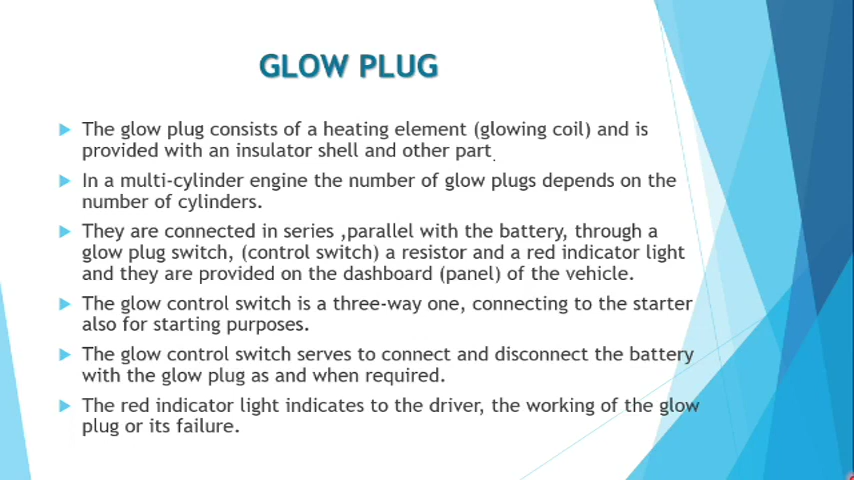 GLOW PLUG
The glow plug consists of a heating element (glowing coil) and is
provided with an insulator shell and other part.
In a multi-cylinder engine the number of glow plugs depends on the
number of cylinders.
They are connected in series ,parallel with the battery, through a
glow plug switch, (control switch) a resistor and a red indicator light
and they are provided on the dashboard (panel) of the vehicle.
The glow control switch is a three-way one, connecting to the starter
also for starting purposes.
The glow control switch serves to connect and disconnect the battery
with the glow plug as and when required.
The red indicator light indicates to the driver, the working of the glow
plug or its failure.